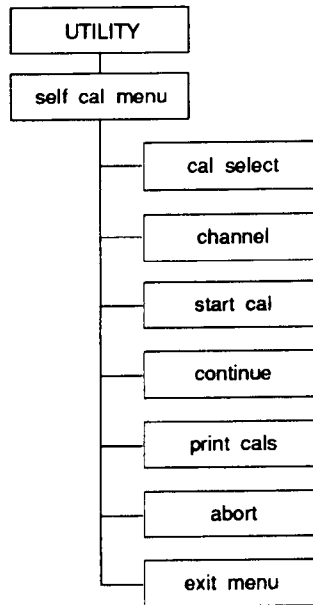 UTILITY
self cal menu
cal select
channel
start cal
continue
print cals
abort
exit menu